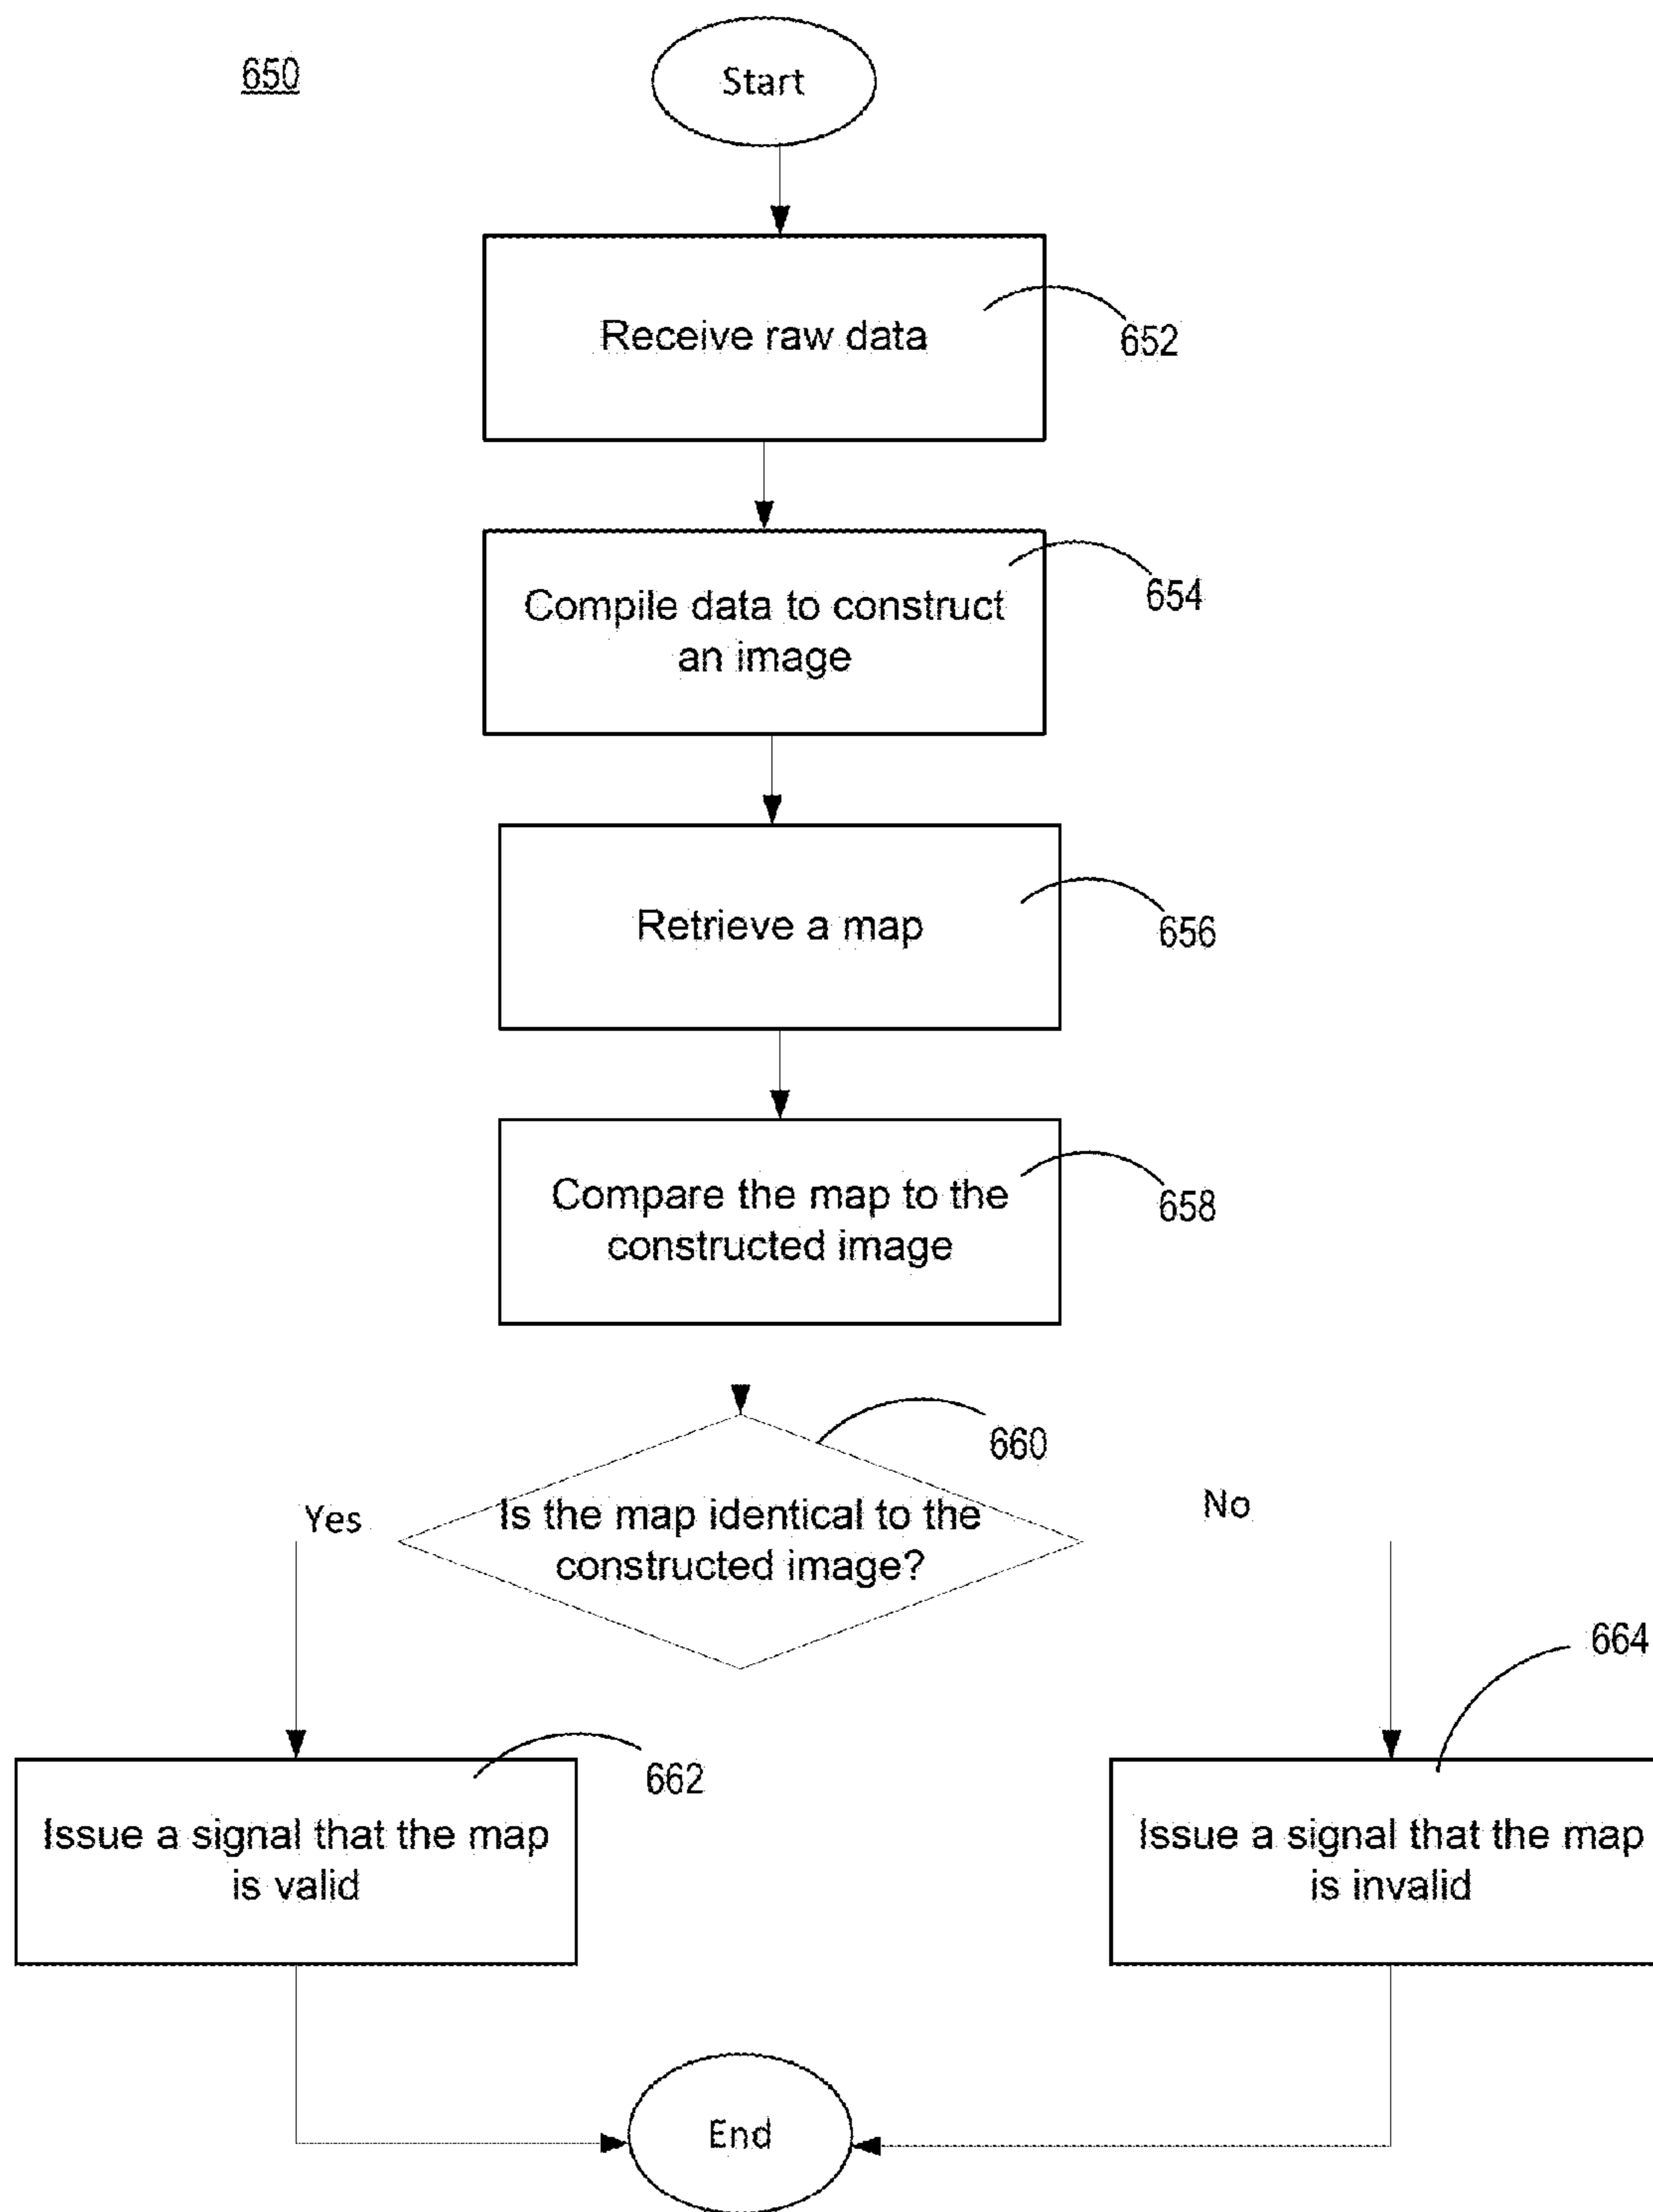 650
Start
Receive raw data
652
Compile data to construct
an image
654
Retrieve a map
656
Compare the map to the
constructed image
658
660
Is the map identical to the
constructed image?
Yes
No
664
662
Issue a signal that the map
is valid
Issue a signal that the map
is invalid
End